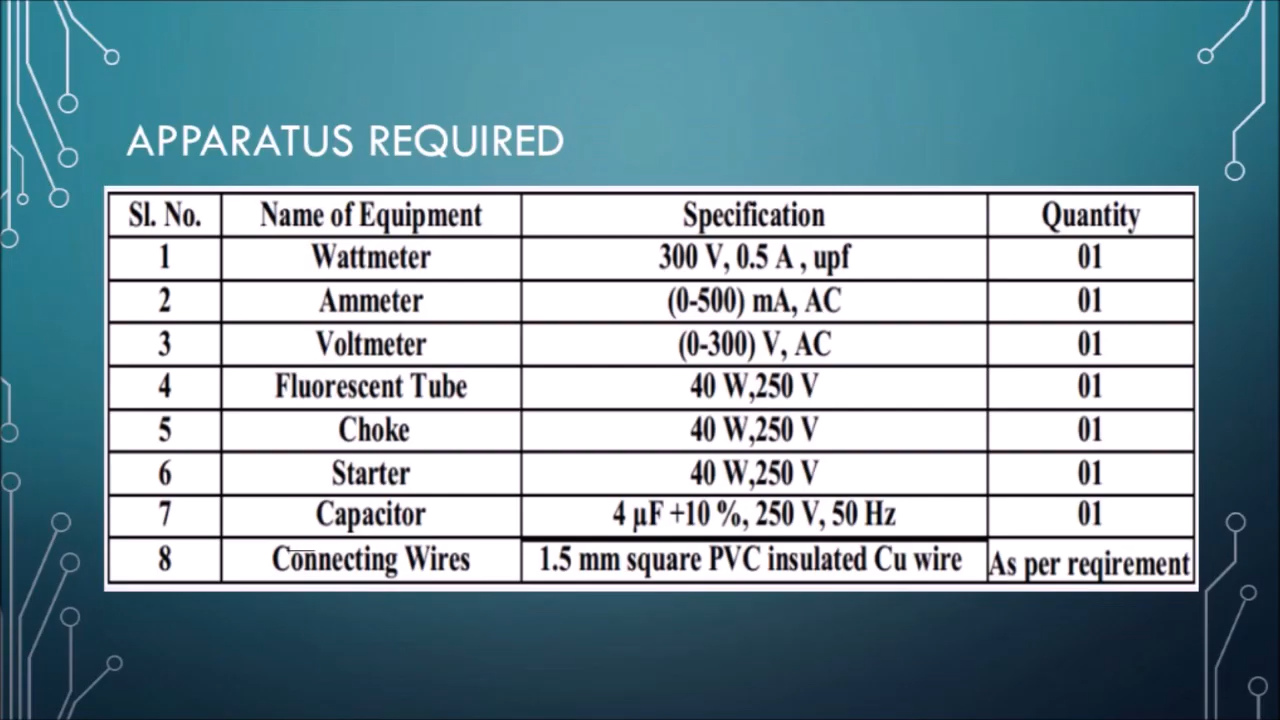 APPARATUS REQUIRED
Sl. No. Name of Equipment Specification Quantity
1 Wattmeter 300 V, 0.5 A , upf 01
2 Ammeter (0-500) mA, AC 01
3 Voltmeter (0-300) V, AC 01
4 Fluorescent Tube 40 W,250 V 01
5 Choke 40 W,250 V 01
6 Starter 40 W,250 V 01
7 Capacitor 4 µF +10 %, 250 V, 50 Hz 01
8 Connecting Wires 1.5 mm square PVC insulated Cu wire As per reqirement